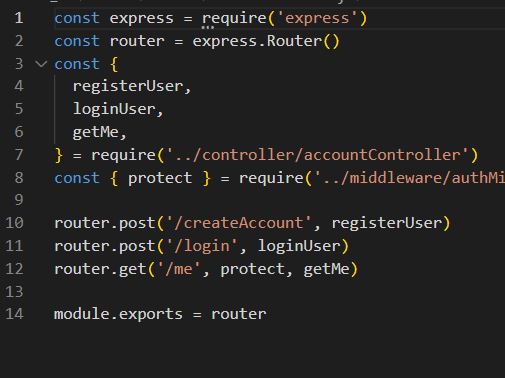 1 const express = require('express')
2 const router = express.Router()
3 const {
4 registerUser,
5 loginUser,
6 getMe,
7 } = require('../controller/accountController')
8 const { protect } = require('../middleware/authMi
9
10 router.post('/createAccount', registerUser)
11 router.post('/login', loginUser)
12 router.get('/me', protect, getMe)
13
14 module.exports = router